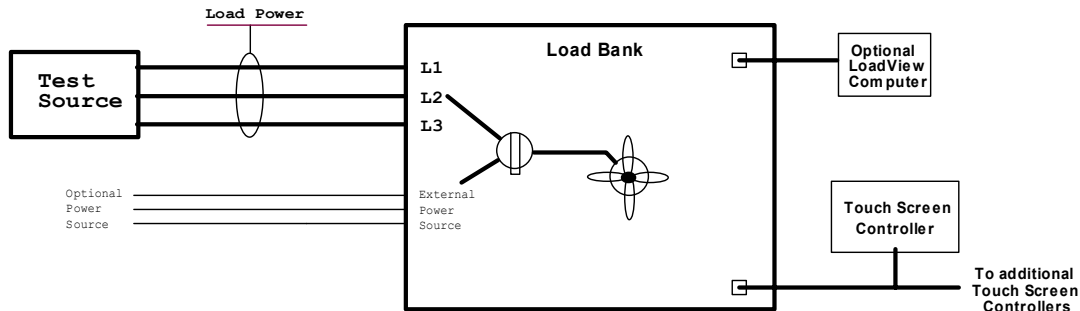 Load Power
Test
Source
L1
L2
L3
Optional
Power
Source
External
Power
Source
Load Bank
Optional
LoadView
Computer
Touch Screen
Controller
To additional
Touch Screen
Controllers